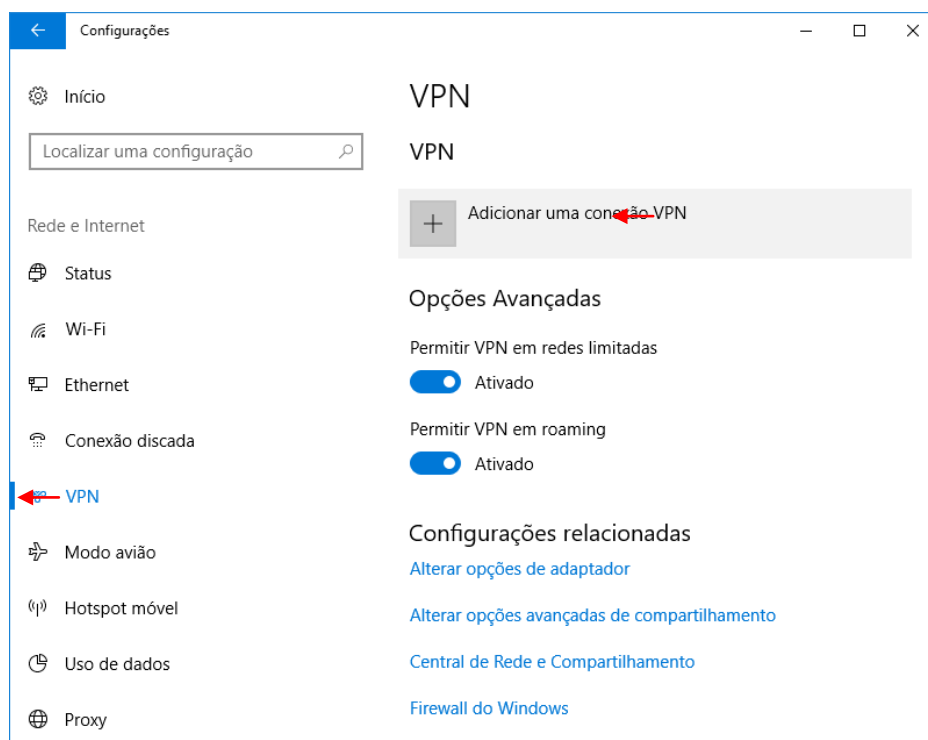 Configurações
Início
Localizar uma configuração
Rede e Internet
Status
Wi-Fi
Ethernet
Conexão discada
VPN
Modo avião
Hotspot móvel
Uso de dados
Proxy
VPN
VPN
Adicionar uma conexão VPN
Opções Avançadas
Permitir VPN em redes limitadas
Ativado
Permitir VPN em roaming
Ativado
Configurações relacionadas
Alterar opções de adaptador
Alterar opções avançadas de compartilhamento
Central de Rede e Compartilhamento
Firewall do Windows